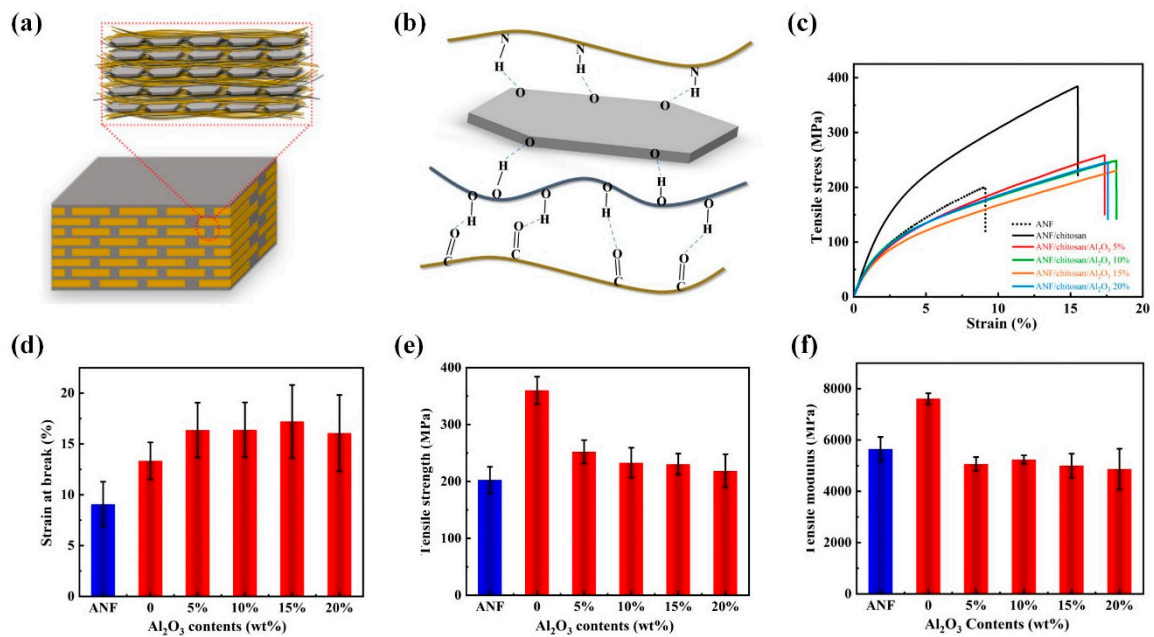 (a)
(b)
N
H
N
H
N
H
O
O
O
O
O
H
O
H
O
H
O
H
O
H
O
H
O
C
O
C
O
C
O
C
(c)
Tensile stress (MPa)
400
300
200
100
0
0
5
10
15
20
Strain (%)
ANF
ANF/chitosan
ANF/chitosan/Al₂O₃ 5%
ANF/chitosan/Al₂O₃ 10%
ANF/chitosan/Al₂O₃ 15%
ANF/chitosan/Al₂O₃ 20%
(d)
Strain at break (%)
20
15
10
5
0
ANF 0 5% 10% 15% 20%
Al₂O₃ contents (wt%)
(e)
Tensile strength (MPa)
400
300
200
100
0
ANF 0 5% 10% 15% 20%
Al₂O₃ contents (wt%)
(f)
Tensile modulus (MPa)
8000
6000
4000
2000
0
ANF 0 5% 10% 15% 20%
Al₂O₃ Contents (wt%)